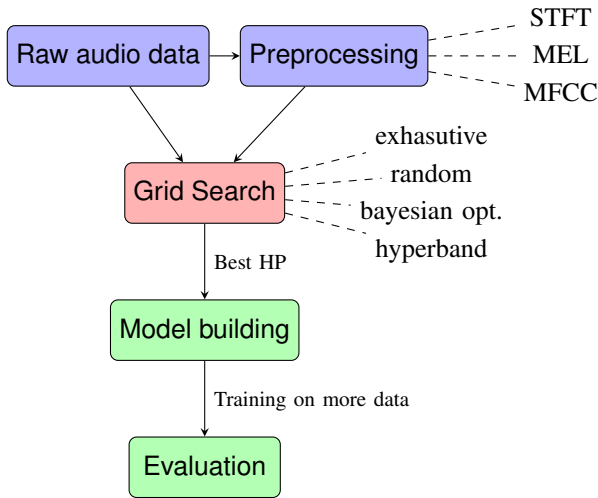 Raw audio data
Preprocessing
STFT
MEL
MFCC
Grid Search
exhasutive
random
bayesian opt.
hyperband
Best HP
Model building
Training on more data
Evaluation